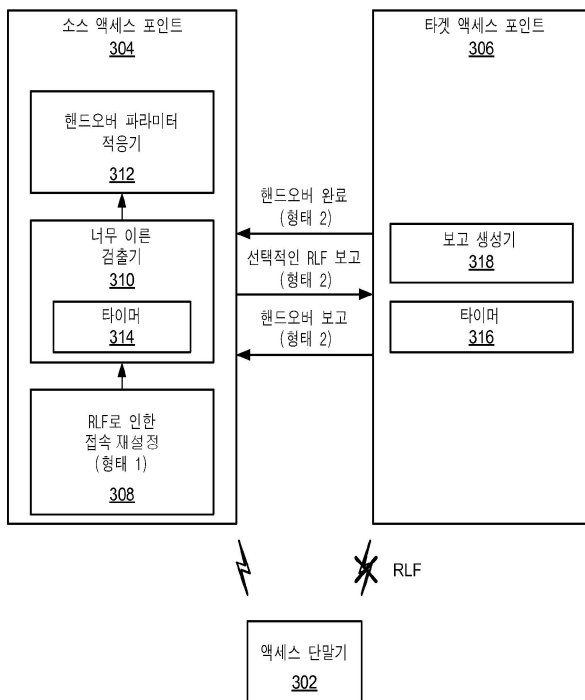 소스 액세스 포인트
304
핸드오버 파라미터
적응기
312
너무 이른
검출기
310
타이머
314
RLF로 인한
접속 재설정
(형태 1)
308
핸드오버 완료
(형태 2)
선택적인 RLF 보고
(형태 2)
핸드오버 보고
(형태 2)
타겟 액세스 포인트
306
보고 생성기
318
타이머
316
RLF
액세스 단말기
302